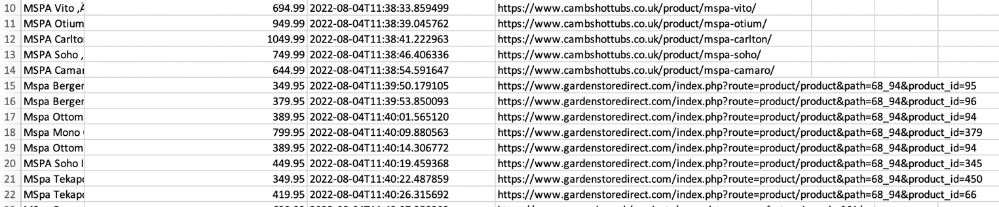 10 MSPA Vito ‚Ä 694.99 2022-08-04T11:38:33.859499 https://www.cambshottubs.co.uk/product/mspa-vito/
11 MSPA Otium 949.99 2022-08-04T11:38:39.045762 https://www.cambshottubs.co.uk/product/mspa-otium/
12 MSPA Carlto 1049.99 2022-08-04T11:38:41.222963 https://www.cambshottubs.co.uk/product/mspa-carlton/
13 MSPA Soho ‚ 749.99 2022-08-04T11:38:46.406336 https://www.cambshottubs.co.uk/product/mspa-soho/
14 MSPA Camar 644.99 2022-08-04T11:38:54.591647 https://www.cambshottubs.co.uk/product/mspa-camaro/
15 Mspa Berger 349.95 2022-08-04T11:39:50.179105 https://www.gardenstoredirect.com/index.php?route=product/product&path=68_94&product_id=95
16 Mspa Berger 379.95 2022-08-04T11:39:53.850093 https://www.gardenstoredirect.com/index.php?route=product/product&path=68_94&product_id=96
17 Mspa Ottom 389.95 2022-08-04T11:40:01.565120 https://www.gardenstoredirect.com/index.php?route=product/product&path=68_94&product_id=94
18 Mspa Mono 799.95 2022-08-04T11:40:09.880563 https://www.gardenstoredirect.com/index.php?route=product/product&path=68_94&product_id=379
19 Mspa Ottom 389.95 2022-08-04T11:40:14.306772 https://www.gardenstoredirect.com/index.php?route=product/product&path=68_94&product_id=94
20 MSPA Soho 449.95 2022-08-04T11:40:19.459368 https://www.gardenstoredirect.com/index.php?route=product/product&path=68_94&product_id=345
21 MSpa Tekapo 349.95 2022-08-04T11:40:22.487859 https://www.gardenstoredirect.com/index.php?route=product/product&path=68_94&product_id=450
22 MSpa Tekapo 419.95 2022-08-04T11:40:26.315692 https://www.gardenstoredirect.com/index.php?route=product/product&path=68_94&product_id=66